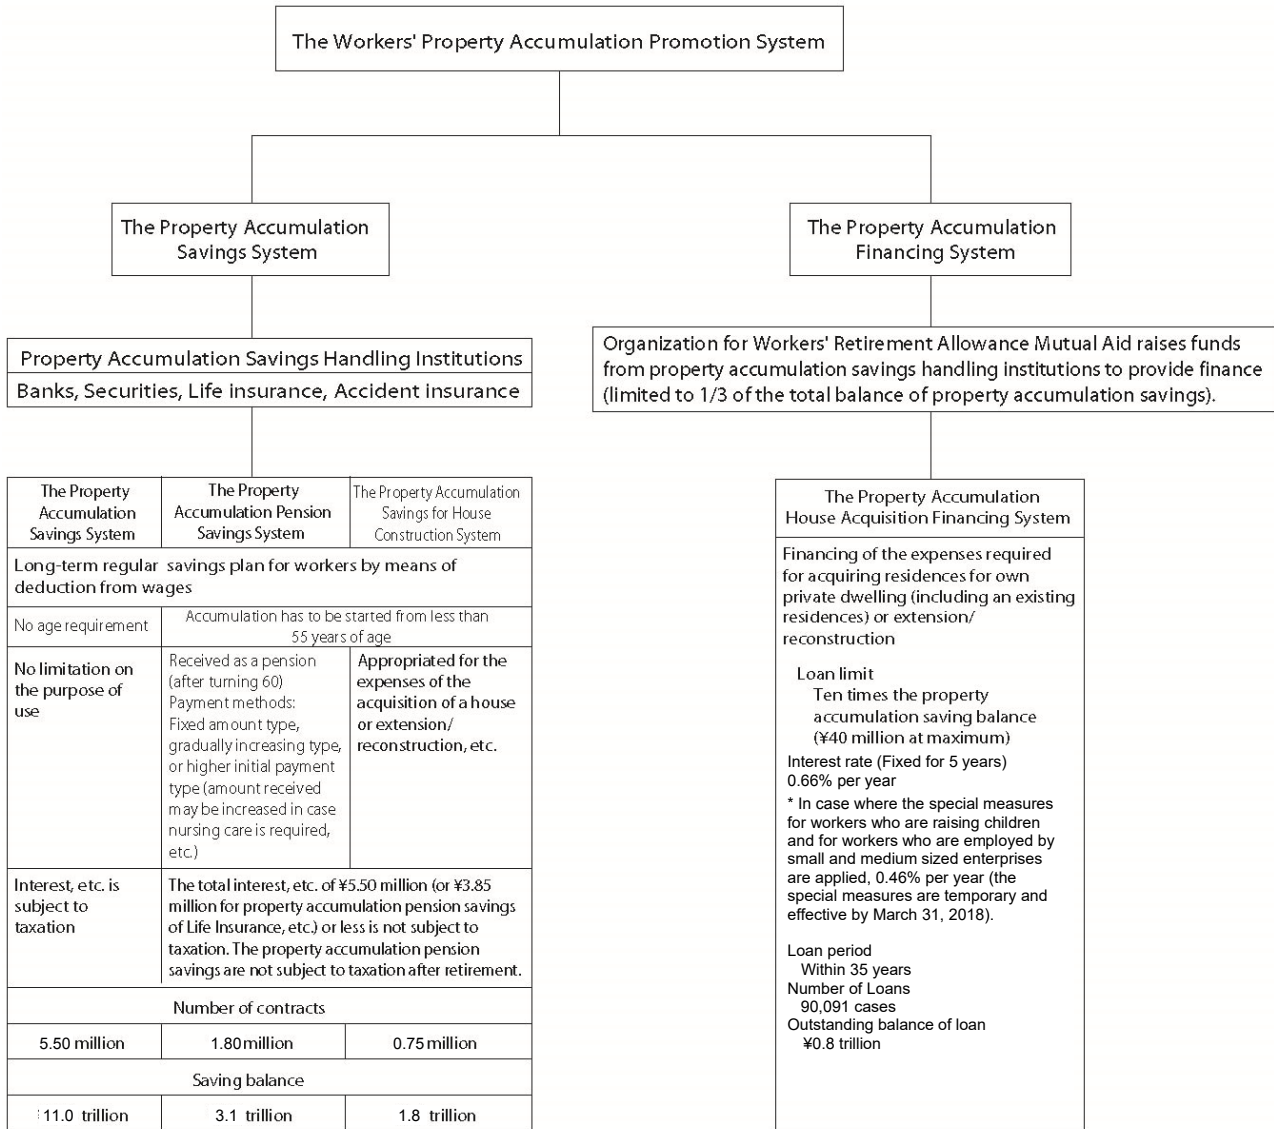 The Workers' Property Accumulation Promotion System
The Property Accumulation
Savings System
Property Accumulation Savings Handling Institutions
Banks, Securities, Life insurance, Accident insurance
The Property
Accumulation
Savings System
The Property
Accumulation Pension
Savings System
The Property Accumulation
Savings for House
Construction System
Long-term regular savings plan for workers by means of
deduction from wages
No age requirement
Accumulation has to be started from less than
55 years of age
No limitation on
the purpose of
use
Received as a pension
(after turning 60)
Payment methods:
Fixed amount type,
gradually increasing type,
or higher initial payment
type (amount received
may be increased in case
nursing care is required,
etc.)
Appropriated for the
expenses of the
acquisition of a house
or extension/
reconstruction, etc.
Interest, etc. is
subject to
taxation
The total interest, etc. of ¥5.50 million (or ¥3.85
million for property accumulation pension savings
of Life Insurance, etc.) or less is not subject to
taxation. The property accumulation pension
savings are not subject to taxation after retirement.
Number of contracts
5.50 million
1.80 million
0.75 million
Saving balance
11.0 trillion
3.1 trillion
1.8 trillion
The Property Accumulation
Financing System
Organization for Workers' Retirement Allowance Mutual Aid raises funds
from property accumulation savings handling institutions to provide finance
(limited to 1/3 of the total balance of property accumulation savings).
The Property Accumulation
House Acquisition Financing System
Financing of the expenses required
for acquiring residences for own
private dwelling (including an existing
residences) or extension/
reconstruction
Loan limit
Ten times the property
accumulation saving balance
(¥40 million at maximum)
Interest rate (Fixed for 5 years)
0.66% per year
* In case where the special measures
for workers who are raising children
and for workers who are employed by
small and medium sized enterprises
are applied, 0.46% per year (the
special measures are temporary and
effective by March 31, 2018).
Loan period
Within 35 years
Number of Loans
90,091 cases
Outstanding balance of loan
¥0.8 trillion